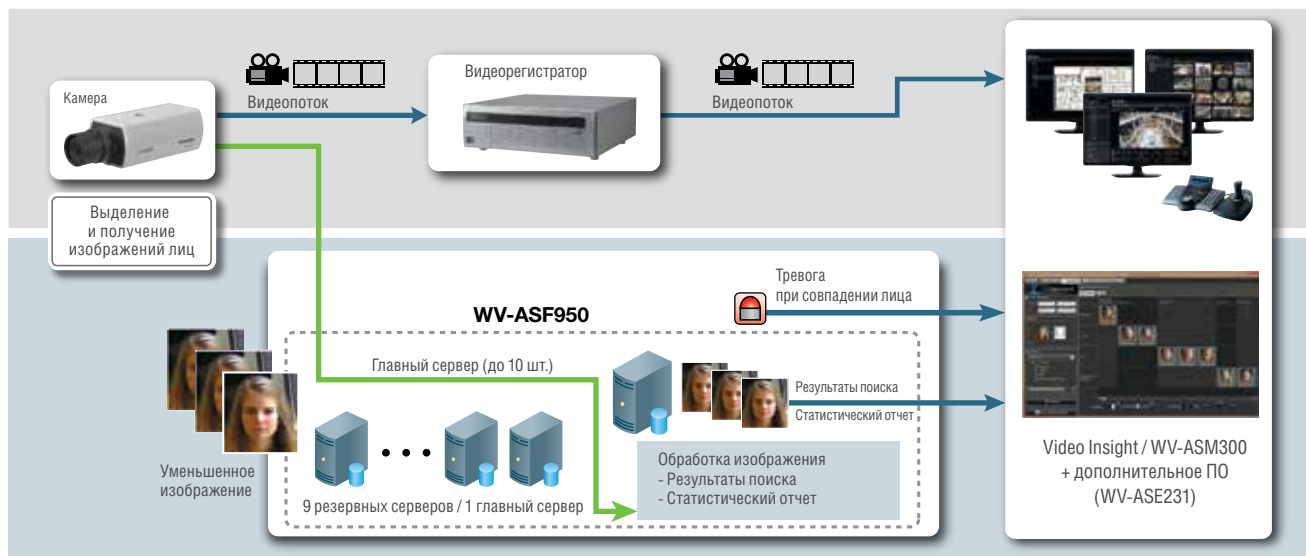 Камера
Видеопоток
Видеорегистратор
Видеопоток
Выделение
и получение
изображений лиц
WV-ASF950
Тревога
при совпадении лица
Главный сервер (до 10 шт.)
Результаты поиска
Статистический отчет
Уменьшенное
изображение
9 резервных серверов / 1 главный сервер
Обработка изображения
- Результаты поиска
- Статистический отчет
Video Insight / WV-ASM300
+ дополнительное ПО
(WV-ASE231)